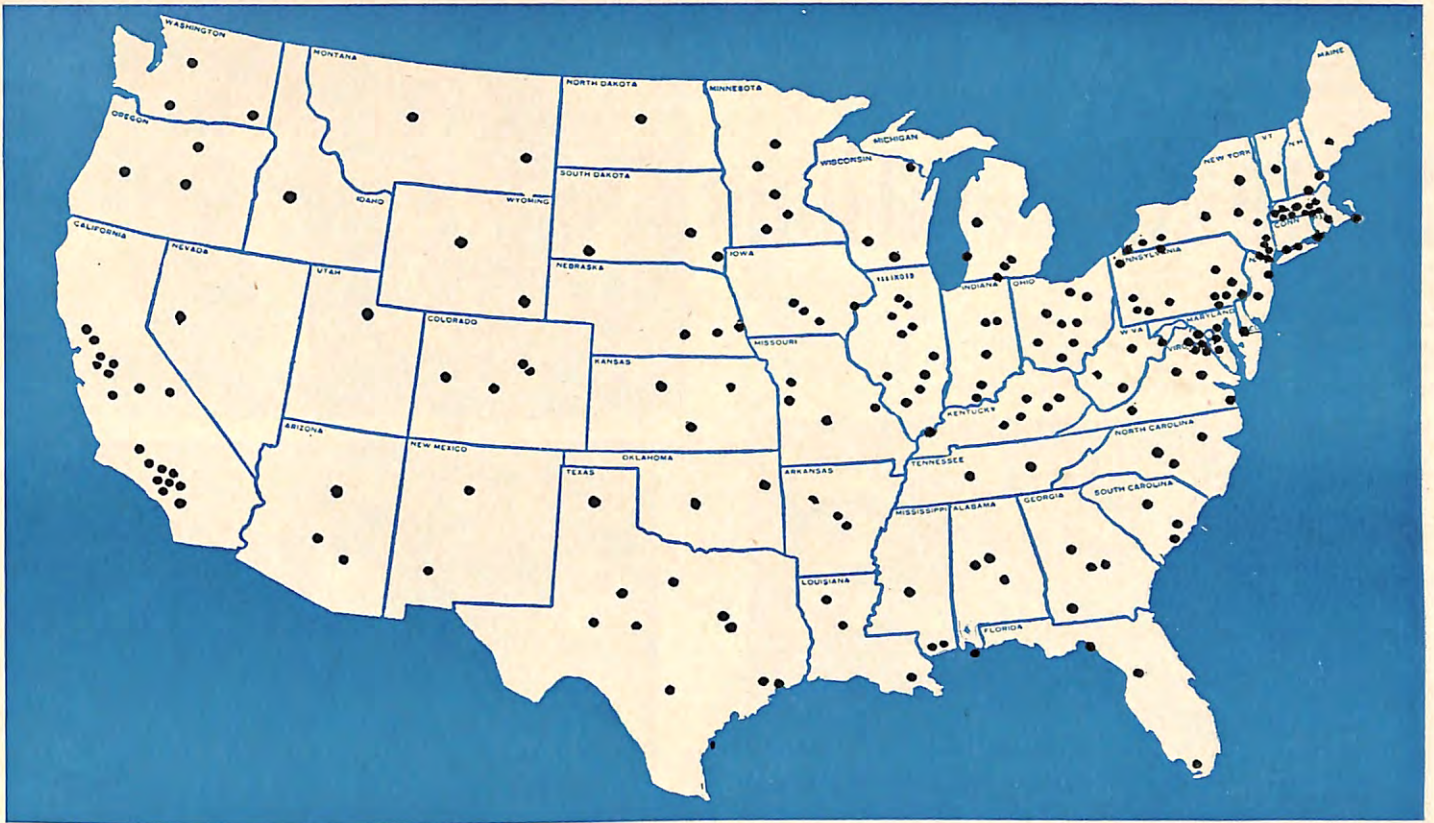 WASHINGTON
MONTANA
NORTH DAKOTA
MINNESOTA
MAINE
OREGON
MICHIGAN
VT
N H
WISCONSIN
NEW YORK
SOUTH DAKOTA
IDAHO
WYOMING
CALIFORNIA
NEVADA
CONN
IOWA
NEBRASKA
UTAH
INDIANA
OHIO
COLORADO
MARYLAND
W VA
MISSOURI
KANSAS
KENTUCKY
ARIZONA
NEW MEXICO
NORTH CAROLINA
OKLAHOMA
TEXAS
ARKANSAS
TENNESSEE
SOUTH CAROLINA
GEORGIA
MISSISSIPPI
ALABAMA
LOUISIANA
FLORIDA